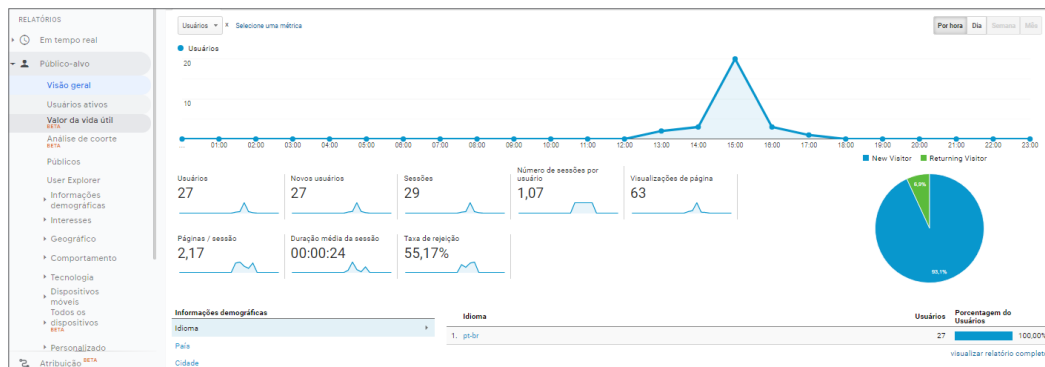 RELATÓRIOS
Em tempo real
Público-alvo
Visão geral
Usuários ativos
Valor da vida útil
BETA
Análise de coorte
BETA
Públicos
User Explorer
Informações
demográficas
Interesses
Geográfico
Comportamento
Tecnologia
Dispositivos
móveis
Todos os
dispositivos
BETA
Personalizado
Atribuição BETA
Usuários
Selecione uma métrica
Por hora Dia Semana Mês
Usuários
20
10
... 01:00 02:00 03:00 04:00 05:00 06:00 07:00 08:00 09:00 10:00 11:00 12:00 13:00 14:00 15:00 16:00 17:00 18:00 19:00 20:00 21:00 22:00 23:00
New Visitor Returning Visitor
Usuários
27
Novos usuários
27
Sessões
29
Número de sessões por
usuário
1,07
Visualizações de página
63
Páginas / sessão
2,17
Duração média da sessão
00:00:24
Taxa de rejeição
55,17%
6,9%
93,1%
Informações demográficas
Idioma
País
Cidade
Idioma Usuários Porcentagem do
Usuários
1. pt-br 27 100,00%
visualizar relatório completo